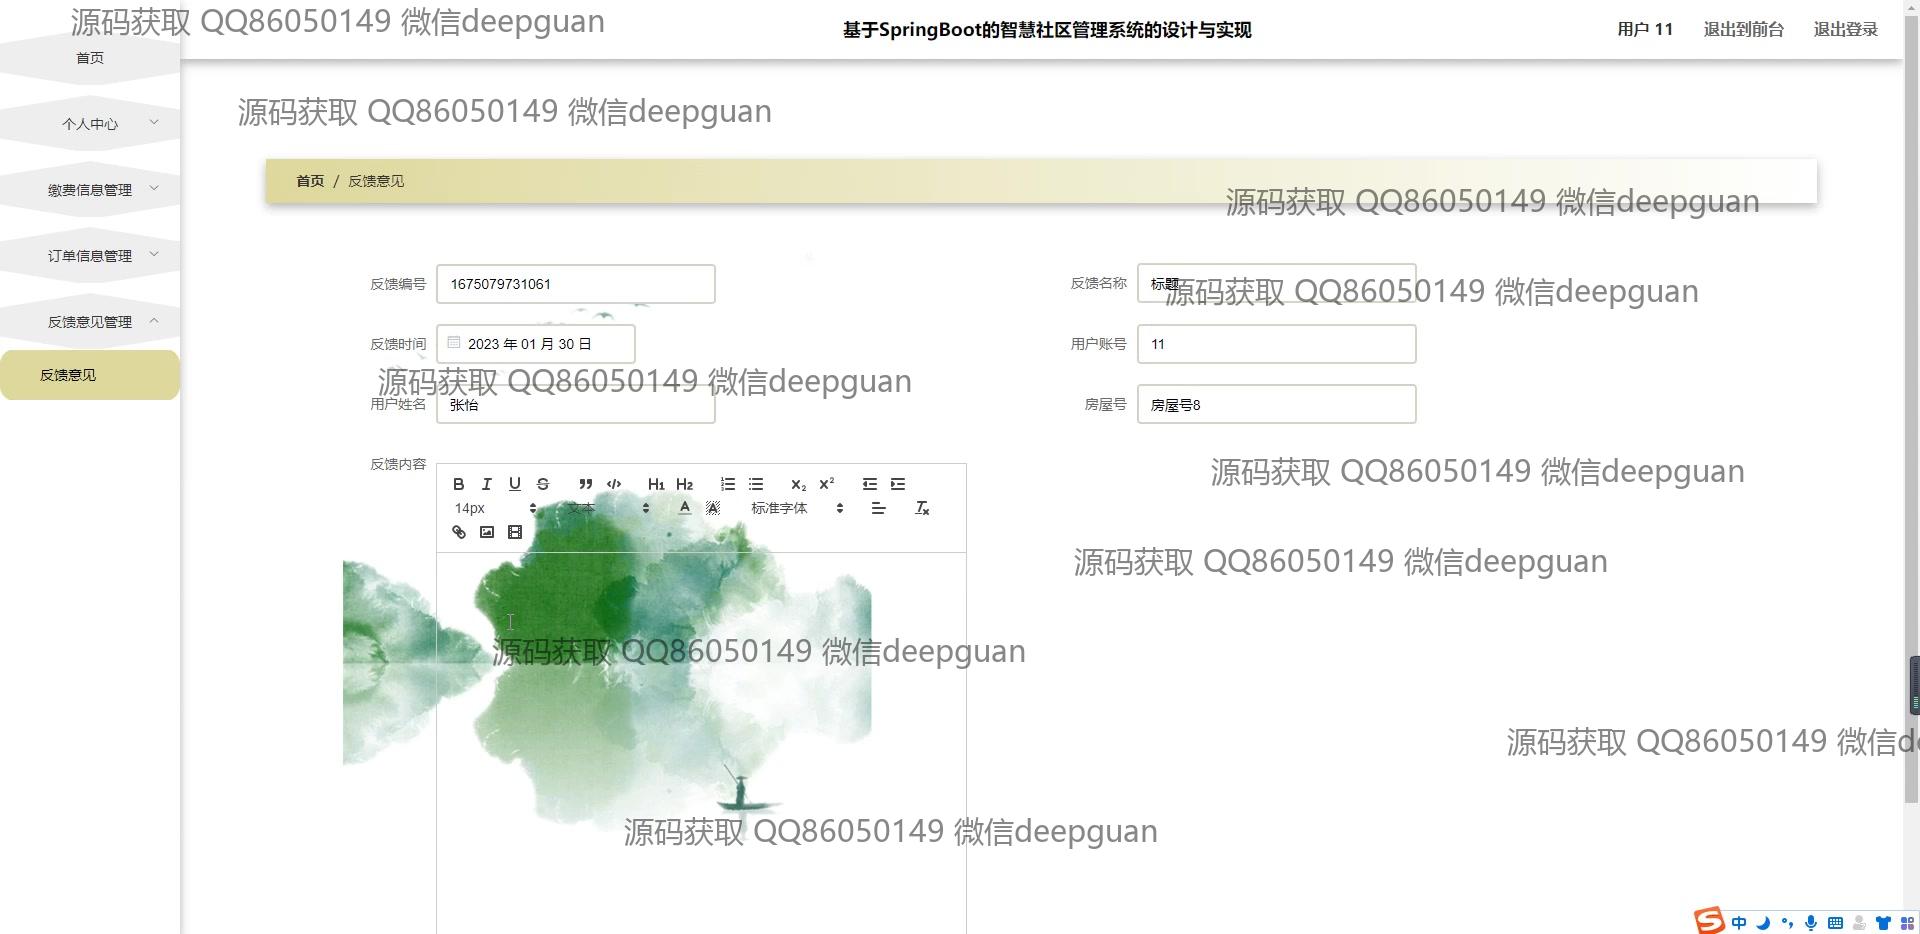 源码获取 QQ86050149 微信deepguan
基于SpringBoot的智慧社区管理系统的设计与实现
用户 11
退出到前台
退出登录
首页
个人中心
缴费信息管理
订单信息管理
反馈意见管理
反馈意见
源码获取 QQ86050149 微信deepguan
首页 / 反馈意见
源码获取 QQ86050149 微信deepguan
反馈编号 1675079731061
反馈名称 标题
源码获取 QQ86050149 微信deepguan
反馈时间 2023 年 01 月 30 日
用户账号 11
源码获取 QQ86050149 微信deepguan
用户姓名 张怡
房屋号 房屋号8
反馈内容
源码获取 QQ86050149 微信deepguan
B I U S H1 H2 X2 X2
14px 文本 A A 标准字体 Tx
源码获取 QQ86050149 微信deepguan
源码获取 QQ86050149 微信deepguan
源码获取 QQ86050149 微信de
源码获取 QQ86050149 微信deepguan
S 中